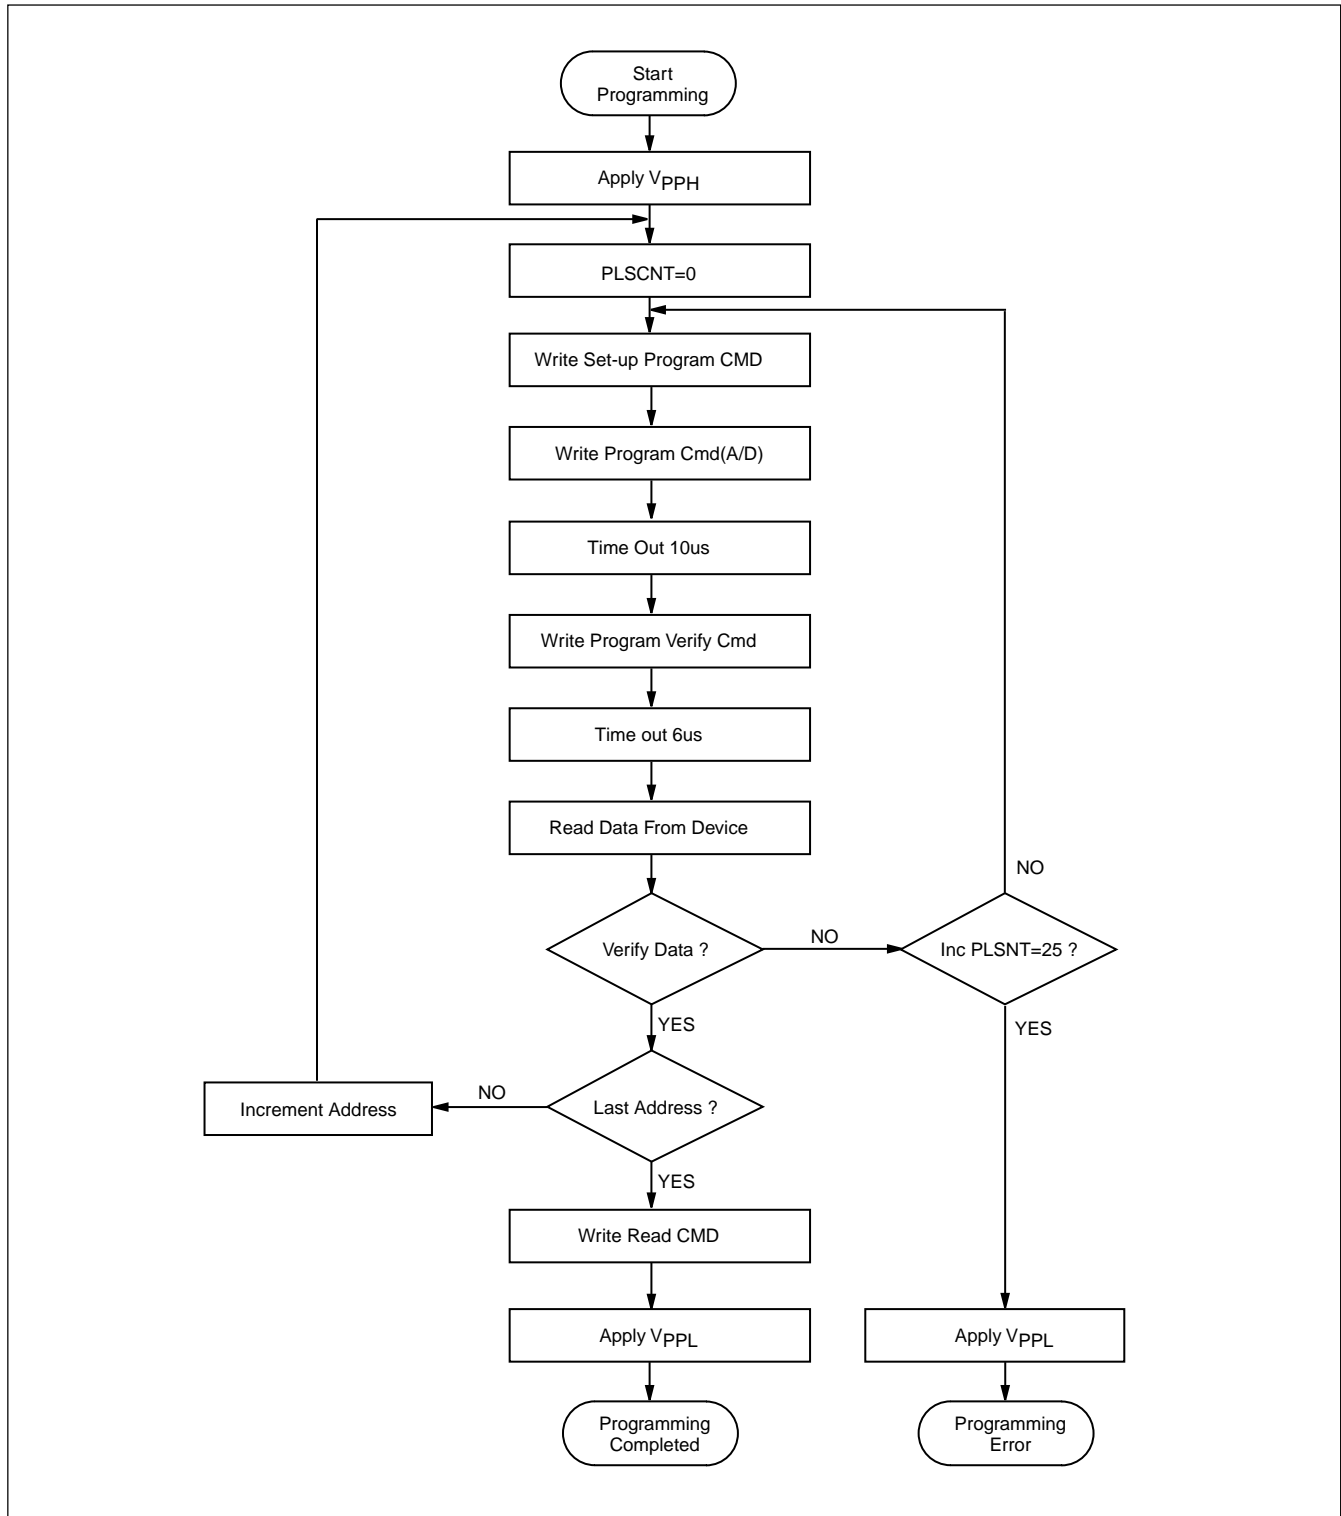 Start
Programming
Apply VPPH
PLSCNT=0
Write Set-up Program CMD
Write Program Cmd(A/D)
Time Out 10us
Write Program Verify Cmd
Time out 6us
Read Data From Device
NO
Verify Data ?
NO
Inc PLSNT=25 ?
YES
YES
Increment Address
NO
Last Address ?
YES
Write Read CMD
Apply VPPL
Apply VPPL
Programming
Completed
Programming
Error